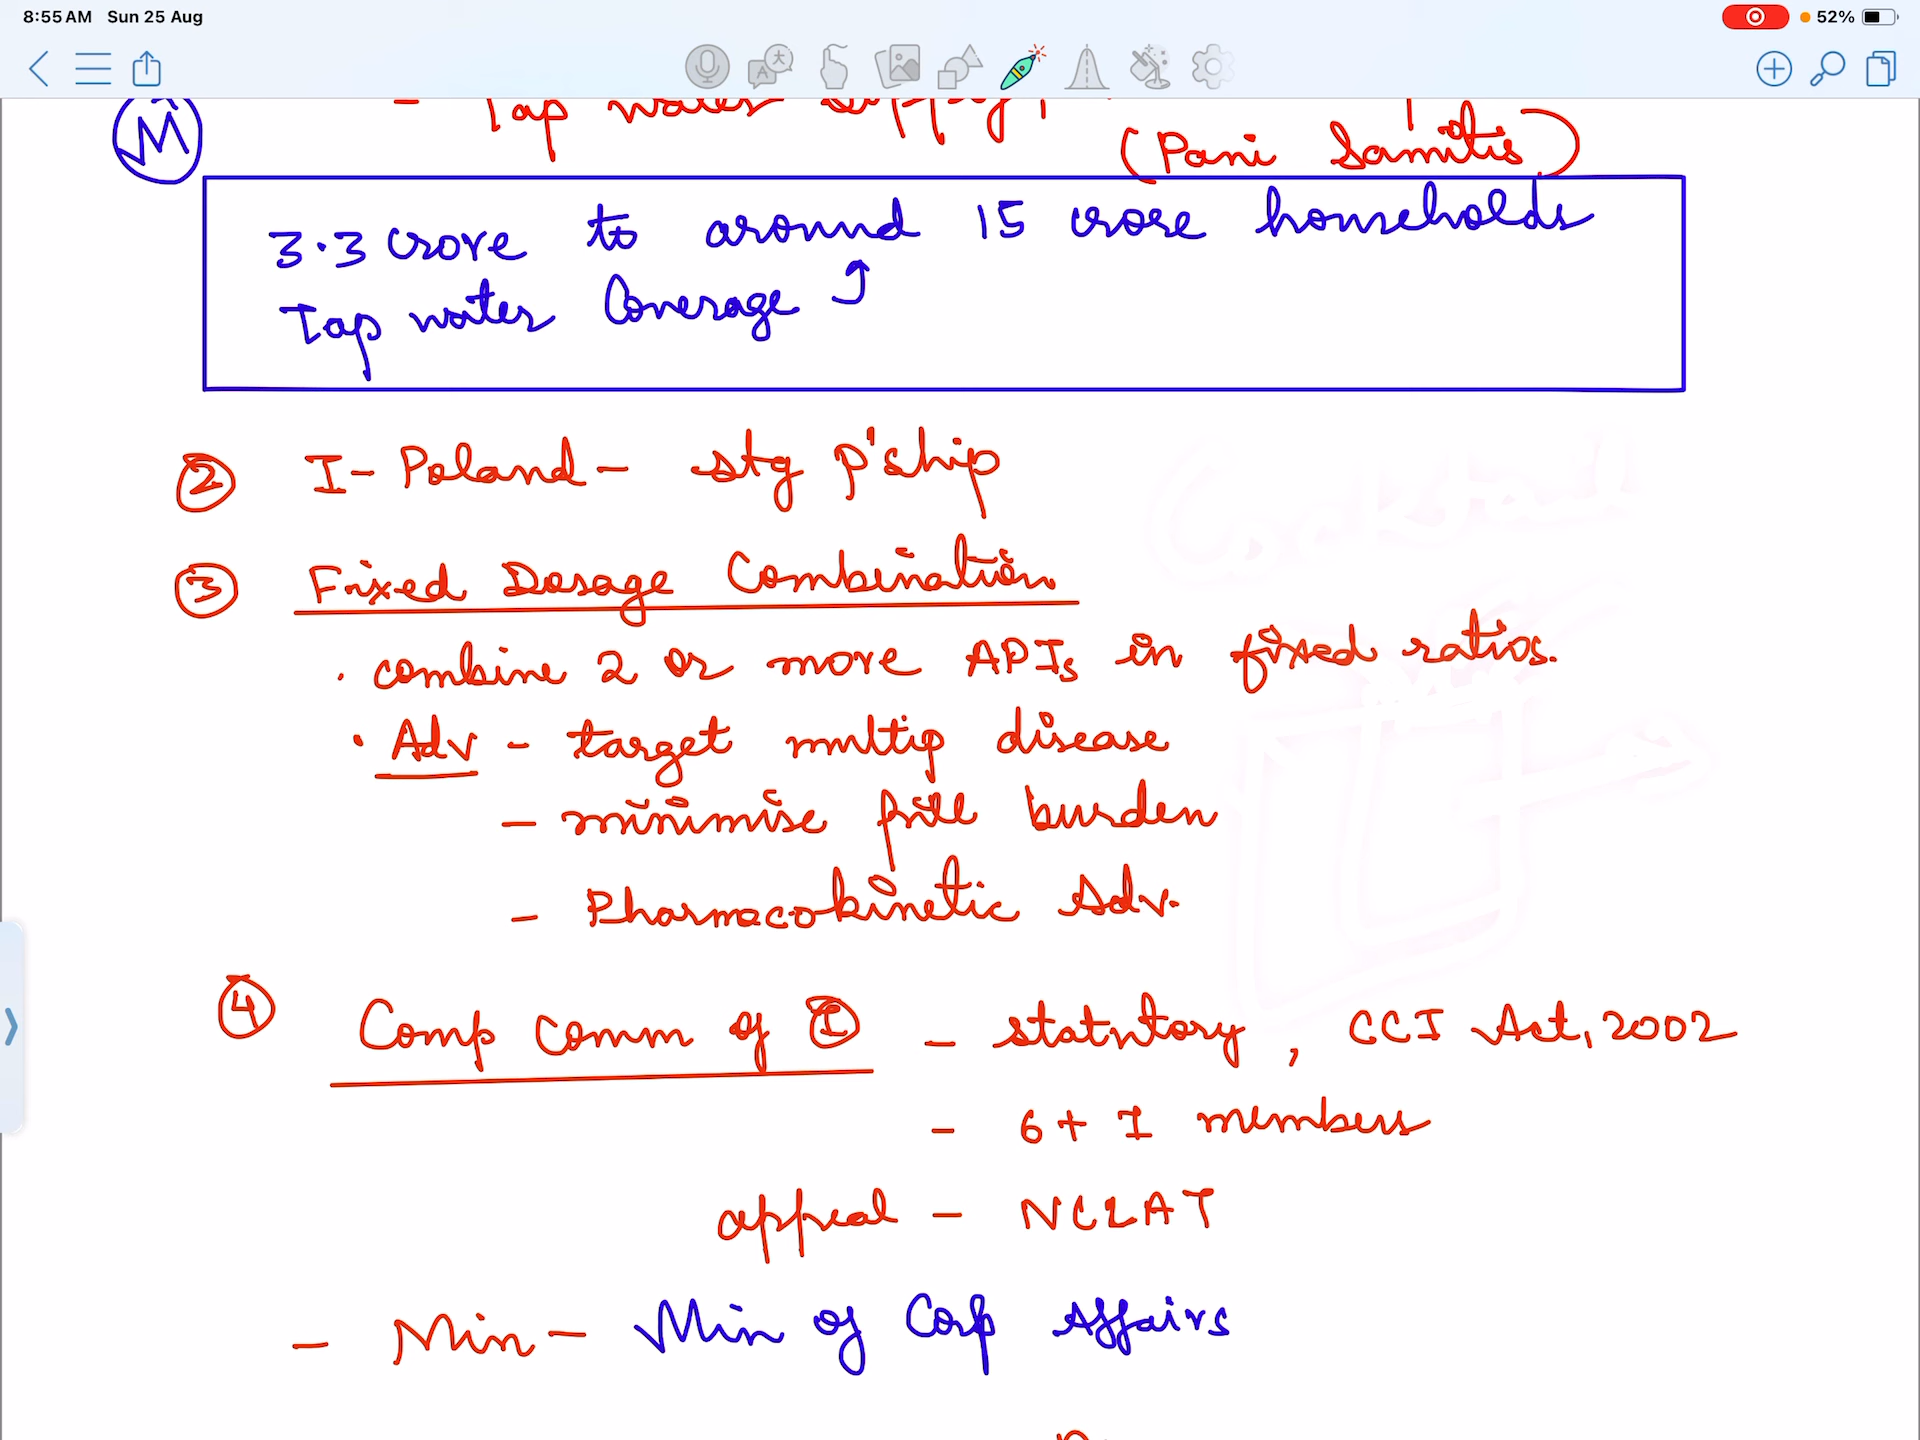 8:55 AM Sun 25 Aug
52%
M
- Tap water supply,
(Pani Samitis)
3.3 crore to around 15 crore households
Tap water Coverage ↑
② I - Poland - stg p'ship
③ Fixed Dosage Combination
· combine 2 or more APIs in fixed ratios.
· Adv - target multip disease
- minimise pill burden
- Pharmacokinetic Adv.
④ Comp Comm of I - statutory, CCI Act, 2002
- 6 + 1 members
appeal - NCLAT
- Min - Min of Corp Affairs